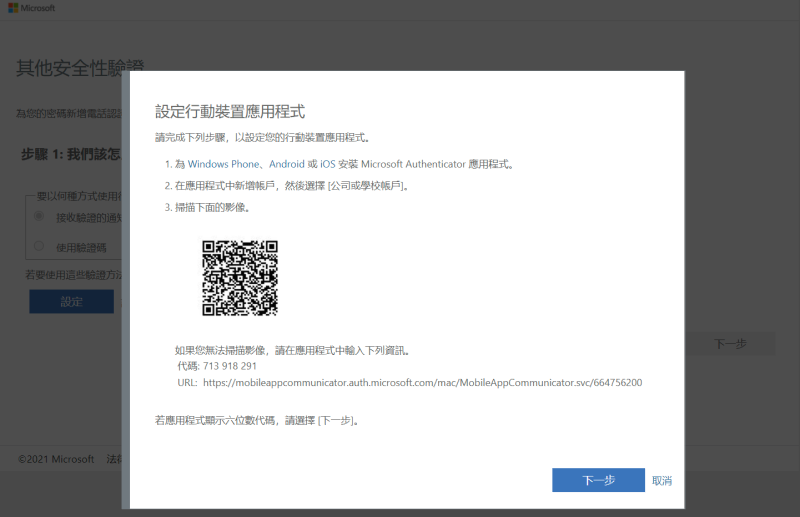 Microsoft
其他安全性驗證
為您的密碼新增電話認
步驟 1: 我們該怎
要以何種方式使用
接收驗證的通
使用驗證碼
若要使用這些驗證方
設定
下一步
©2021 Microsoft 法
設定行動裝置應用程式
請完成下列步驟，以設定您的行動裝置應用程式。
1. 為 Windows Phone、Android 或 iOS 安裝 Microsoft Authenticator 應用程式。
2. 在應用程式中新增帳戶，然後選擇 [公司或學校帳戶]。
3. 掃描下面的影像。
如果您無法掃描影像，請在應用程式中輸入下列資訊。
代碼: 713 918 291
URL: https://mobileappcommunicator.auth.microsoft.com/mac/MobileAppCommunicator.svc/664756200
若應用程式顯示六位數代碼，請選擇 [下一步]。
下一步 取消